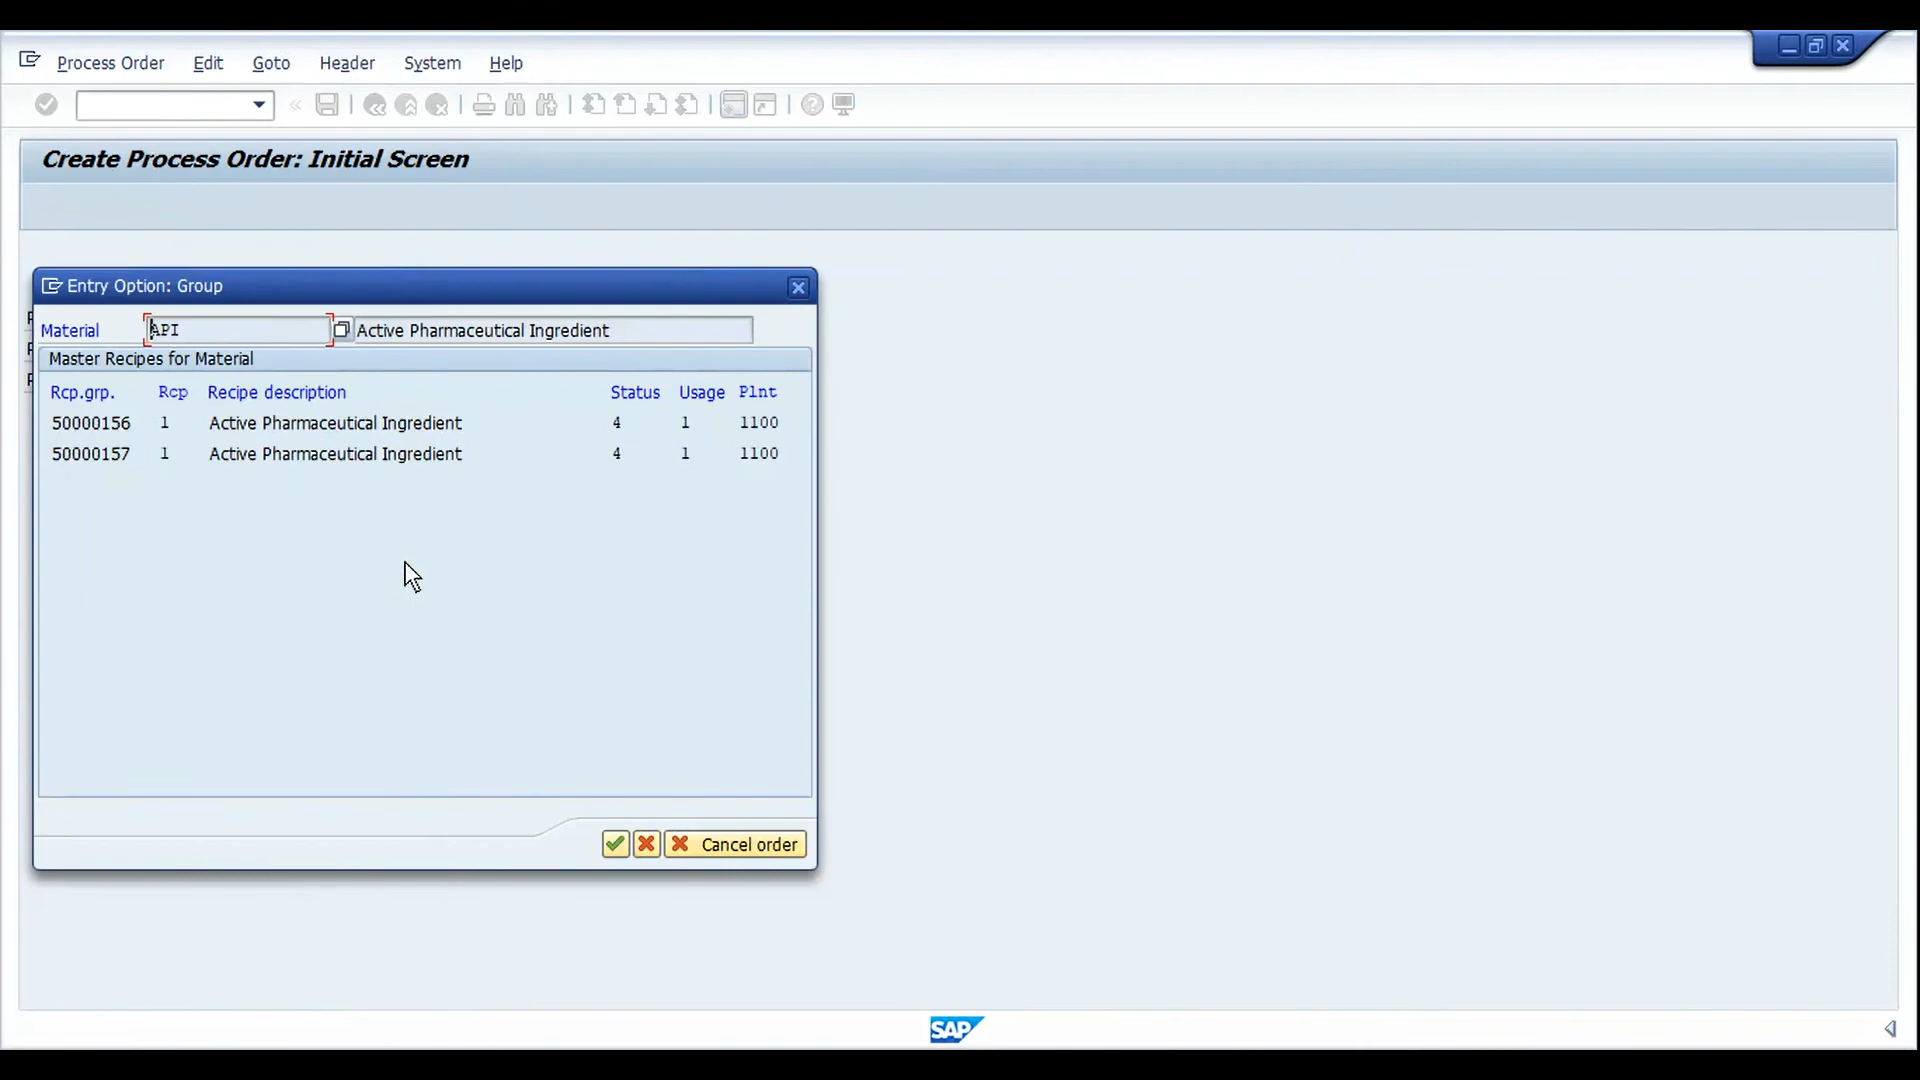 Process Order Edit Goto Header System Help
Create Process Order: Initial Screen
Entry Option: Group
Material API Active Pharmaceutical Ingredient
Master Recipes for Material
Rcp.grp. Rcp Recipe description Status Usage Plnt
50000156 1 Active Pharmaceutical Ingredient 4 1 1100
50000157 1 Active Pharmaceutical Ingredient 4 1 1100
Cancel order
SAP